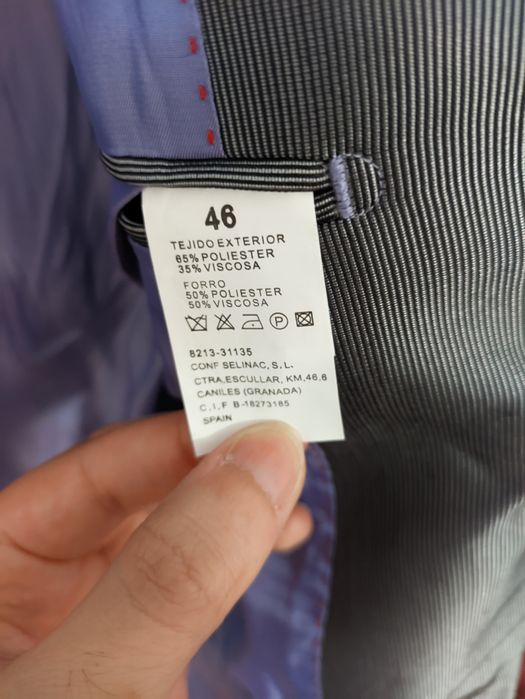 46
TEJIDO EXTERIOR
65% POLIESTER
35% VISCOSA
FORRO
50% POLIESTER
50% VISCOSA
P
8213-31135
CONF SELINAC, S.L.
CTRA,ESCULLAR, KM,46,6
CANILES (GRANADA)
C,I,F B-18273185
SPAIN